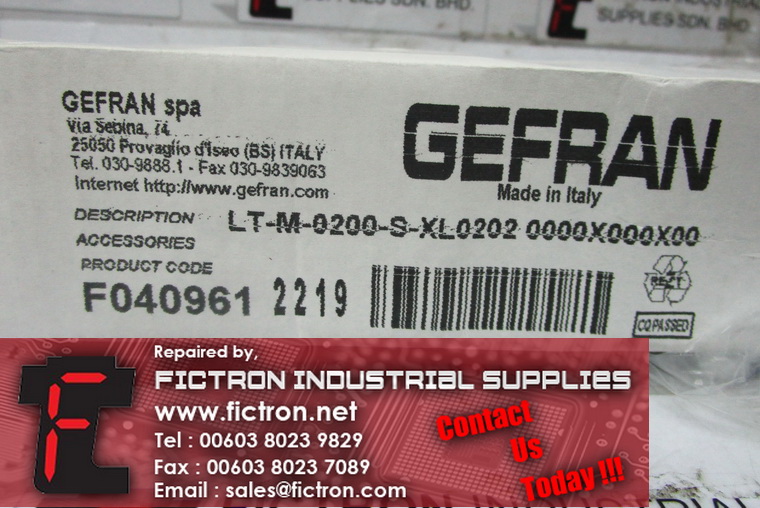 SUPPLIES SDN. BHD
GEFRAN spa
Via Sebina, 74
25050 Provaglio d'Iseo (BS) ITALY
Tel. 030-9888.1 - Fax 030-9839063
Internet http://www.gefran.com
GEFRAN
Made in Italy
DESCRIPTION LT-M-0200-S-XL0202 0000X000X00
ACCESSORIES
PRODUCT CODE
F040961 2219
CQ PASSED
Repaired by,
FICTRON INDUSTRIAL SUPPLIES
www.fictron.net
Tel : 00603 8023 9829
Fax : 00603 8023 7089
Email : sales@fictron.com
Contact
Us
Today !!!